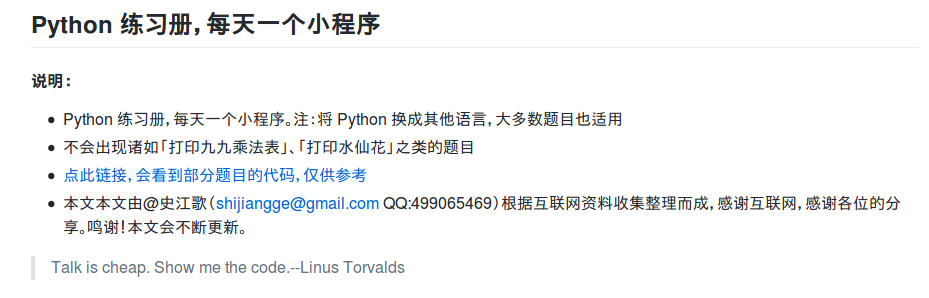 Python 练习册，每天一个小程序
说明：
Python 练习册，每天一个小程序。注：将 Python 换成其他语言，大多数题目也适用
不会出现诸如「打印九九乘法表」、「打印水仙花」之类的题目
点此链接，会看到部分题目的代码，仅供参考
本文本文由@史江歌（shijiangge@gmail.com QQ:499065469）根据互联网资料收集整理而成，感谢互联网，感谢各位的分
享。鸣谢！本文会不断更新。
Talk is cheap. Show me the code.--Linus Torvalds